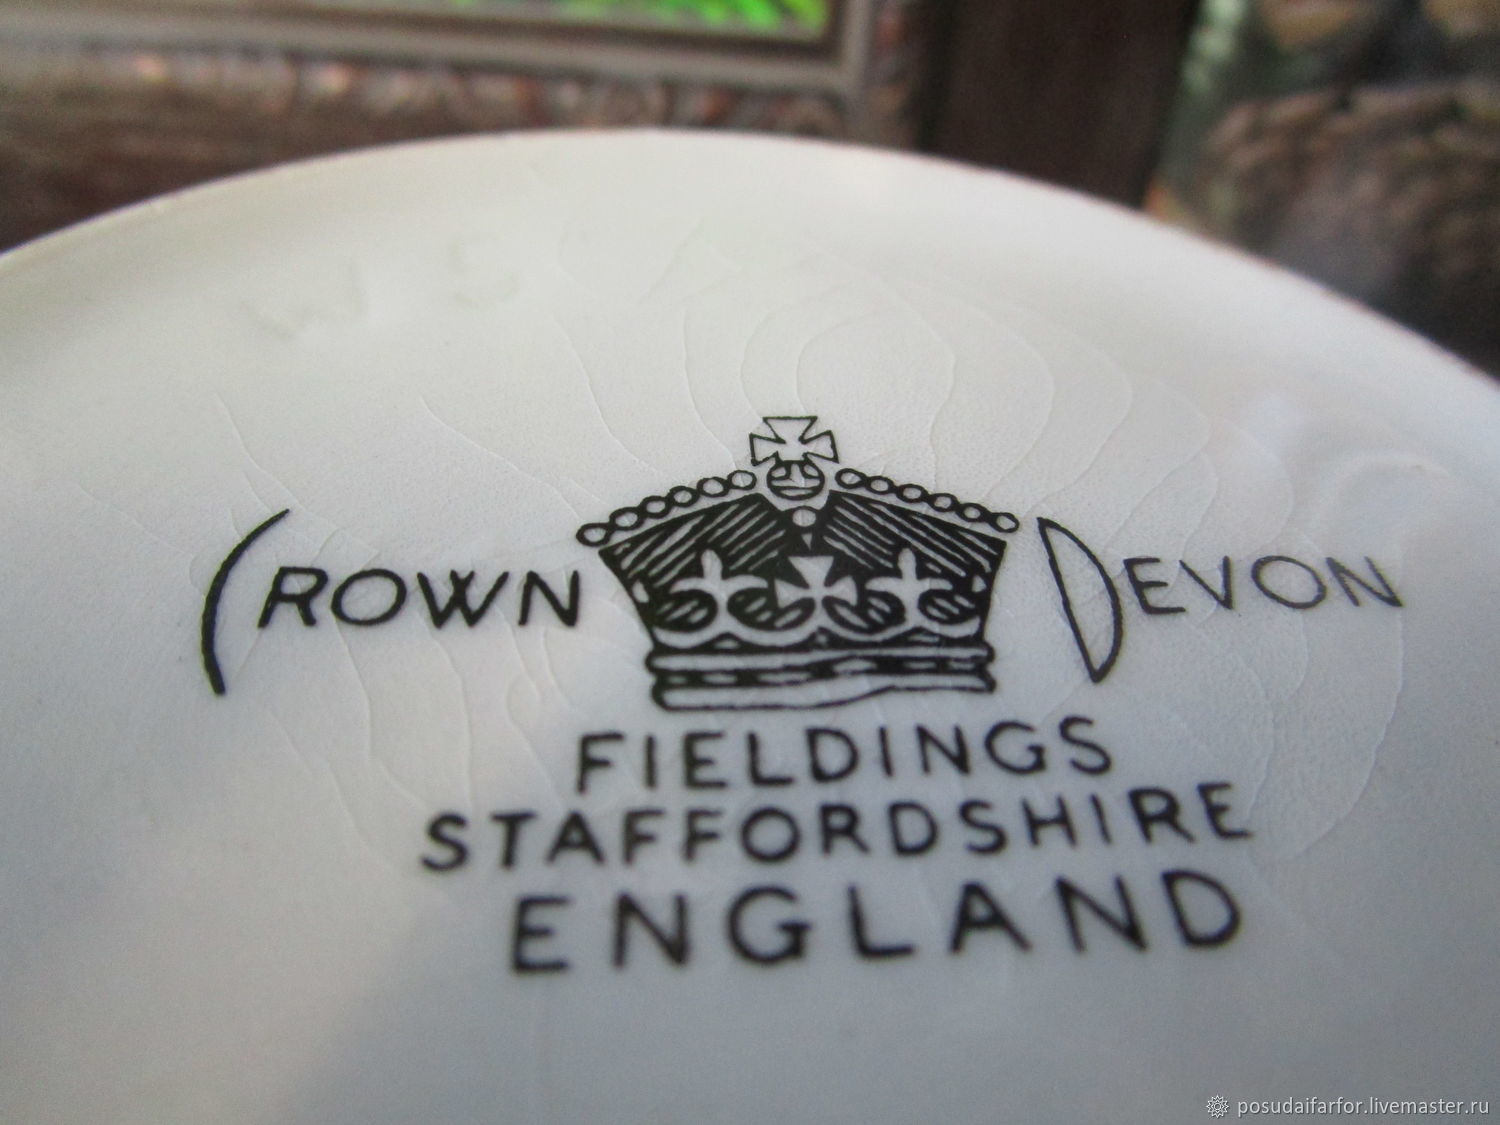 CROWN DEVON
FIELDINGS
STAFFORDSHIRE
ENGLAND
posudaifarfor.livemaster.ru